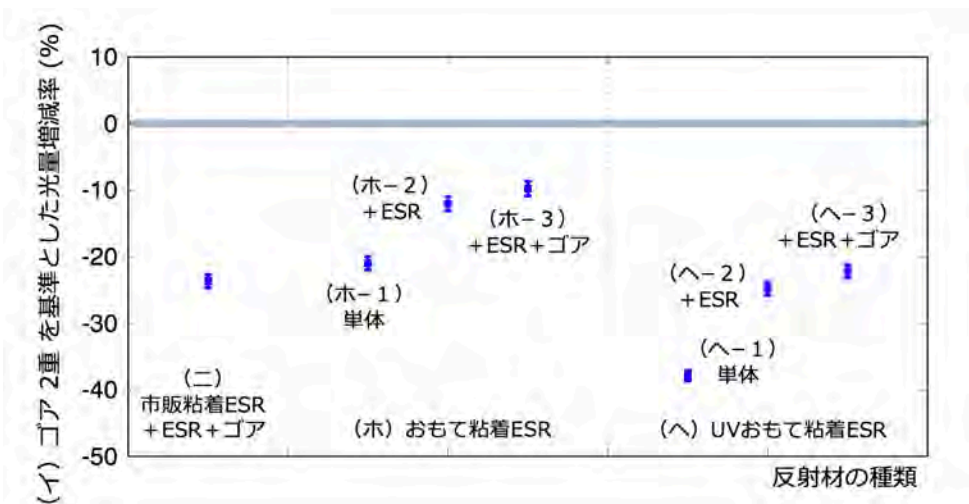 (イ) ゴア 2重 を基準とした光量増減率 (%)
10
0
-10
-20
-30
-40
-50
(ニ)
市販粘着ESR
+ESR+ゴア
(ホ−1)
単体
(ホ−2)
+ESR
(ホ−3)
+ESR+ゴア
(ホ) おもて粘着ESR
(ヘ−1)
単体
(ヘ−2)
+ESR
(ヘ−3)
+ESR+ゴア
(ヘ) UVおもて粘着ESR
反射材の種類